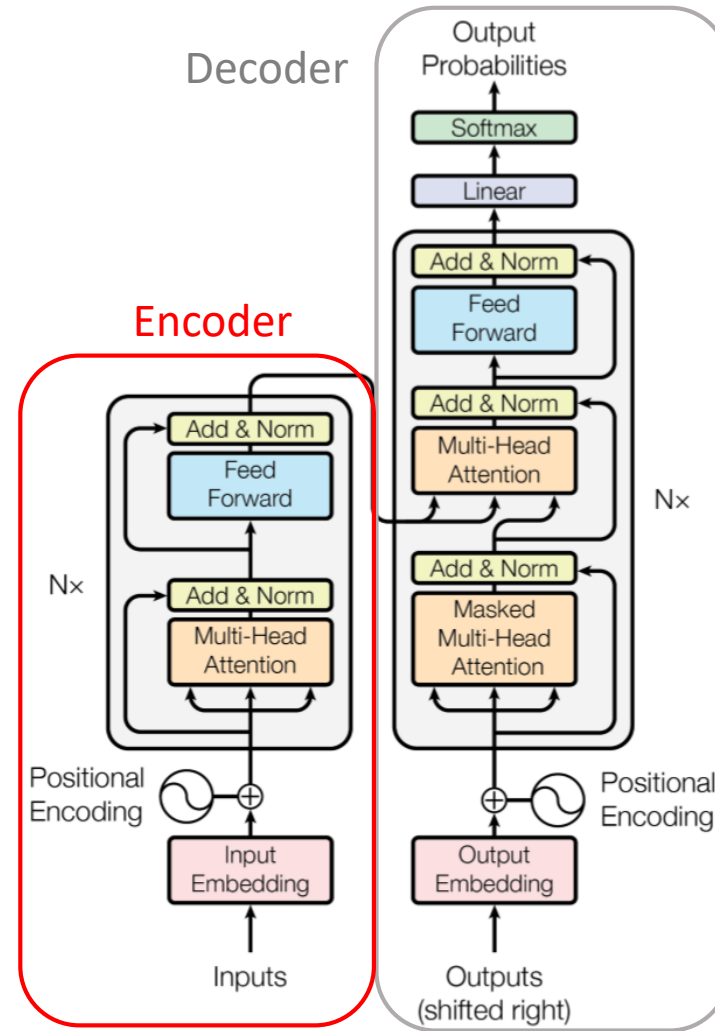 Decoder
Output
Probabilities
Softmax
Linear
Add & Norm
Feed
Forward
Add & Norm
Multi-Head
Attention
Nx
Add & Norm
Masked
Multi-Head
Attention
Positional
Encoding
Output
Embedding
Outputs
(shifted right)
Encoder
Add & Norm
Feed
Forward
Nx
Add & Norm
Multi-Head
Attention
Positional
Encoding
Input
Embedding
Inputs